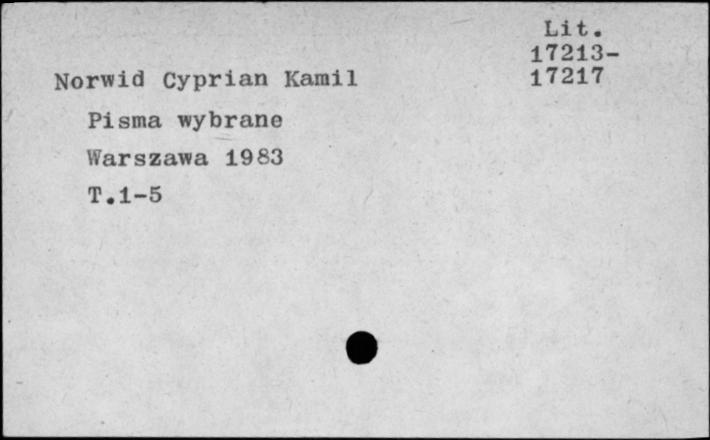 Lit.
17213-
17217
Norwid Cyprian Kamil
Pisma wybrane
Warszawa 1983
T.1-5